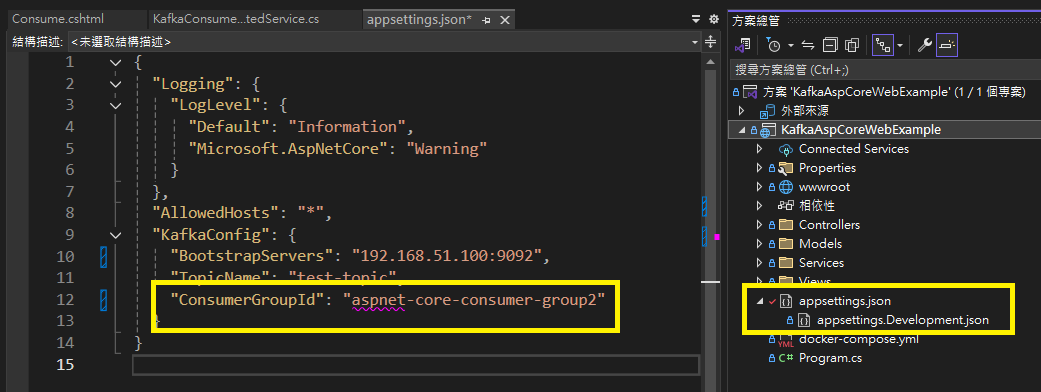 Consume.cshtml
KafkaConsume...tedService.cs
appsettings.json*
結構描述: <未選取結構描述>
1 {
2 "Logging": {
3 "LogLevel": {
4 "Default": "Information",
5 "Microsoft.AspNetCore": "Warning"
6 }
7 },
8 "AllowedHosts": "*",
9 "KafkaConfig": {
10 "BootstrapServers": "192.168.51.100:9092",
11 "TopicName": "test-topic",
12 "ConsumerGroupId": "aspnet-core-consumer-group2"
13 }
14 }
15
方案總管
搜尋方案總管 (Ctrl+;)
方案 'KafkaAspCoreWebExample' (1 / 1 個專案)
外部來源
KafkaAspCoreWebExample
Connected Services
Properties
wwwroot
相依性
Controllers
Models
Services
Views
appsettings.json
appsettings.Development.json
YML docker-compose.yml
C# Program.cs